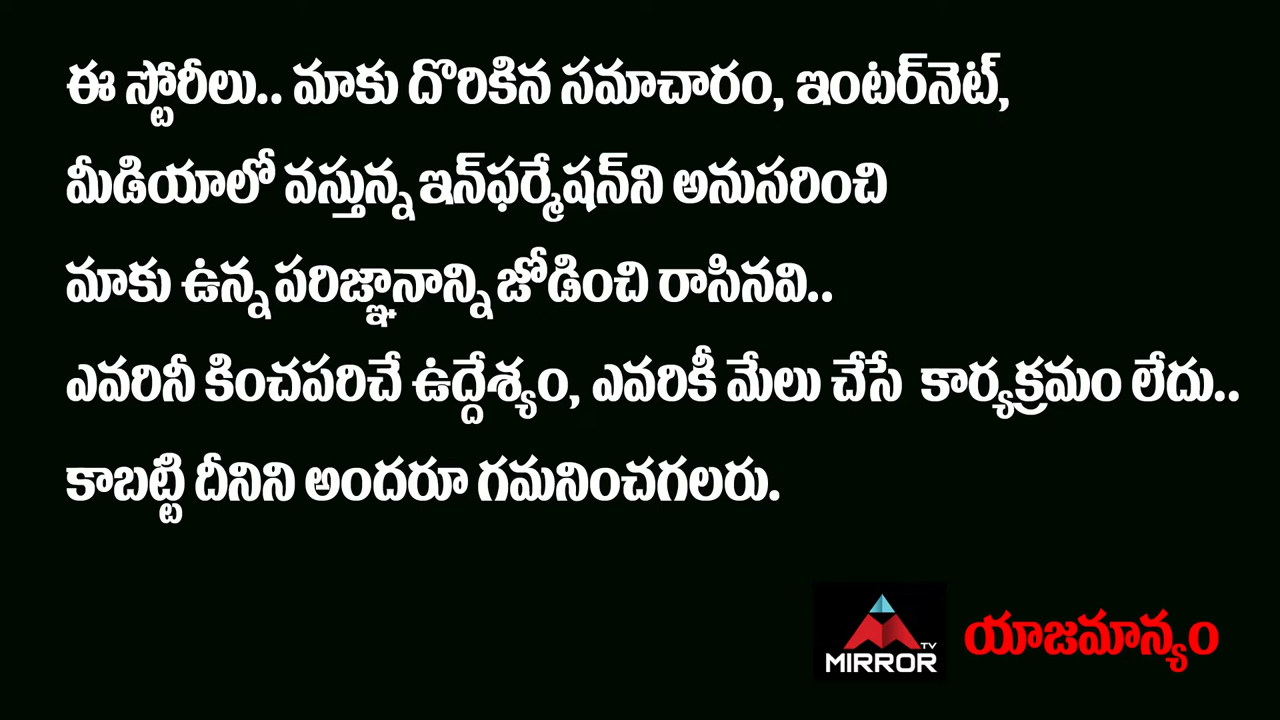 ఈ స్టోరీలు.. మాకు దొరికిన సమాచారం, ఇంటర్‌నెట్,
మీడియాలో వస్తున్న ఇన్‌ఫర్మేషన్‌ని అనుసరించి
మాకు ఉన్న పరిజ్ఞానాన్ని జోడించి రాసినవి..
ఎవరినీ కించపరిచే ఉద్దేశ్యం, ఎవరికీ మేలు చేసే కార్యక్రమం లేదు..
కాబట్టి దీనిని అందరూ గమనించగలరు.
TV
MIRROR
యాజమాన్యం